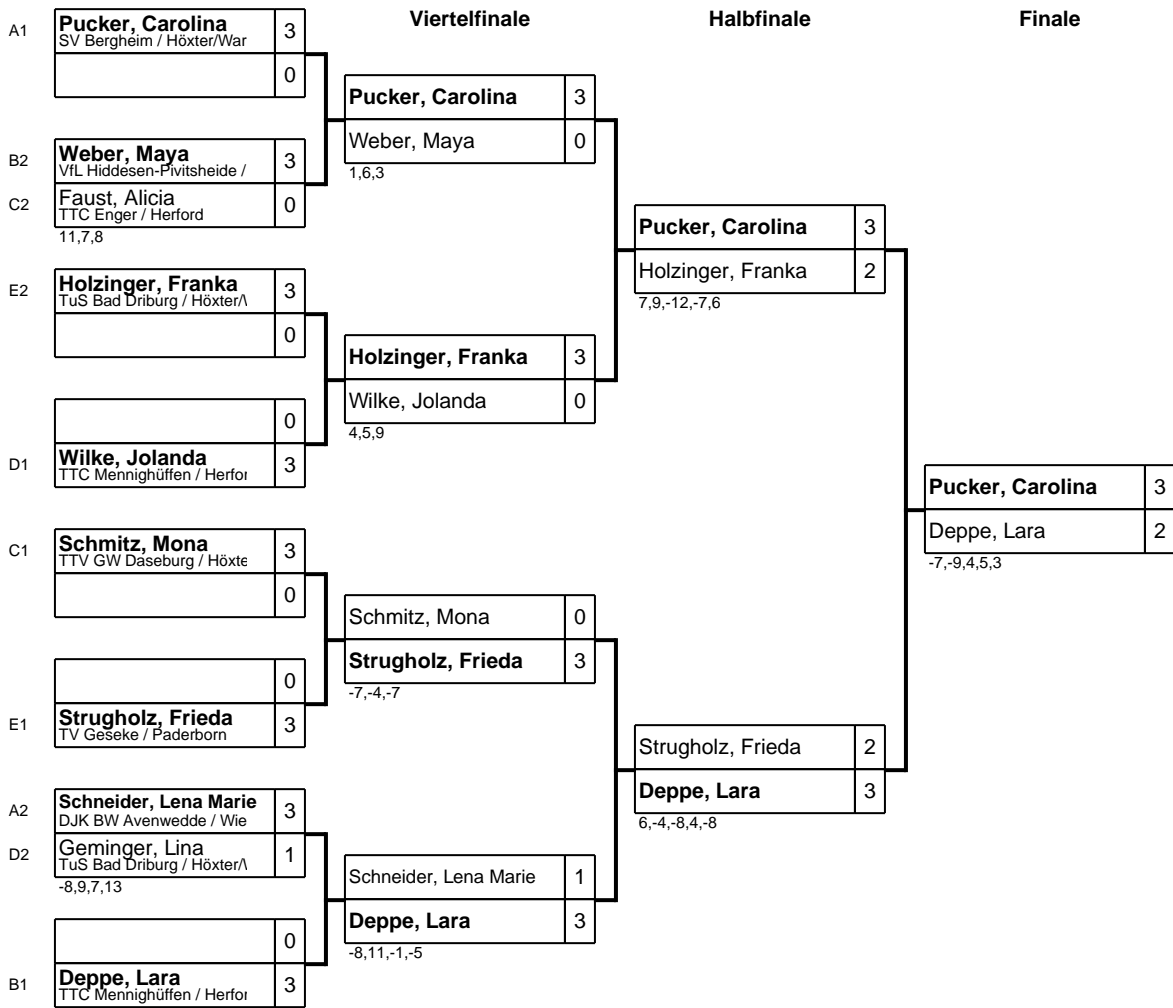 Viertelfinale Halbfinale Finale
A1 Pucker, Carolina 3
SV Bergheim / Höxter/War
0
B2 Weber, Maya 3
VfL Hiddesen-Pivitsheide /
C2 Faust, Alicia 0
TTC Enger / Herford
11,7,8
E2 Holzinger, Franka 3
TuS Bad Driburg / Höxter/\
0
0
D1 Wilke, Jolanda 3
TTC Mennighüffen / Herfor
C1 Schmitz, Mona 3
TTV GW Daseburg / Höxte
0
0
E1 Strugholz, Frieda 3
TV Geseke / Paderborn
A2 Schneider, Lena Marie 3
DJK BW Avenwedde / Wie
D2 Geminger, Lina 1
TuS Bad Driburg / Höxter/\
-8,9,7,13
0
B1 Deppe, Lara 3
TTC Mennighüffen / Herfor
Pucker, Carolina 3
Weber, Maya 0
1,6,3
Holzinger, Franka 3
Wilke, Jolanda 0
4,5,9
Schmitz, Mona 0
Strugholz, Frieda 3
-7,-4,-7
Schneider, Lena Marie 1
Deppe, Lara 3
-8,11,-1,-5
Pucker, Carolina 3
Holzinger, Franka 2
7,9,-12,-7,6
Strugholz, Frieda 2
Deppe, Lara 3
6,-4,-8,4,-8
Pucker, Carolina 3
Deppe, Lara 2
-7,-9,4,5,3